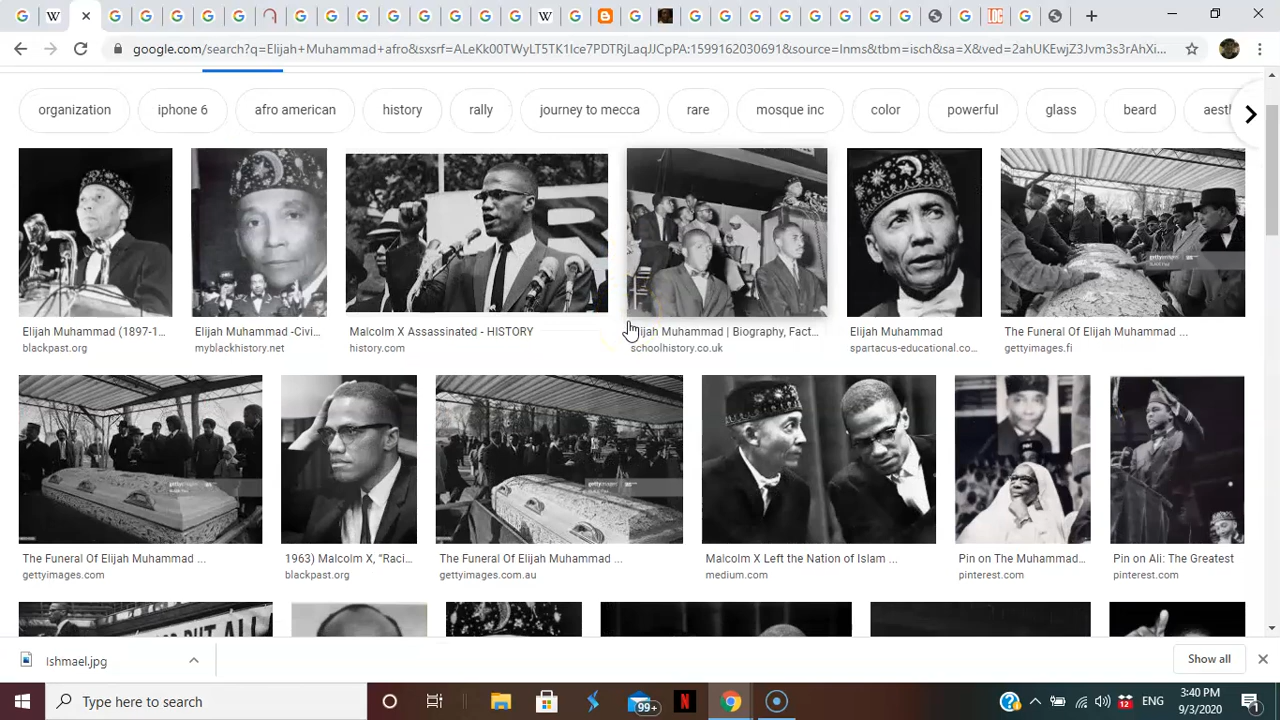 google.com/search?q=Elijah+Muhammad+afro&sxsrf=ALeKk00TWyLT5TK1Ice7PDTRjLaqJJCpPA:1599162030691&source=lnms&tbm=isch&sa=X&ved=2ahUKEwjZ3Jvm3s3rAhXi...
organization
iphone 6
afro american
history
rally
journey to mecca
rare
mosque inc
color
powerful
glass
beard
Elijah Muhammad (1897-1...
blackpast.org
Elijah Muhammad -Civi...
myblackhistory.net
Malcolm X Assassinated - HISTORY
history.com
Elijah Muhammad | Biography, Fact...
schoolhistory.co.uk
Elijah Muhammad
spartacus-educational.co...
The Funeral Of Elijah Muhammad ...
gettyimages.fi
The Funeral Of Elijah Muhammad ...
gettyimages.com
1963) Malcolm X, “Raci...
blackpast.org
The Funeral Of Elijah Muhammad ...
gettyimages.com.au
Malcolm X Left the Nation of Islam ...
medium.com
Pin on The Muhammad...
pinterest.com
Pin on Ali: The Greatest
pinterest.com
BUT ALL
Ishmael.jpg
Show all
Type here to search
99+
N
12
ENG
3:40 PM
9/3/2020
1